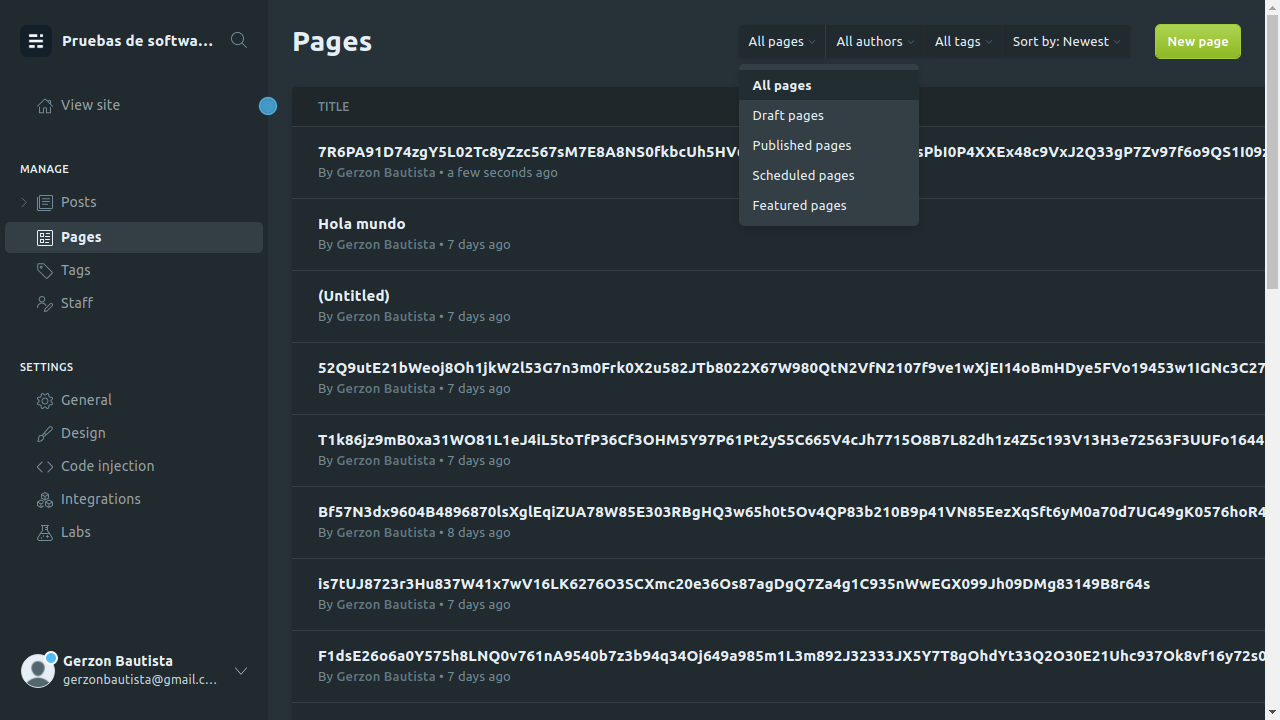 Pruebas de softwa...
View site
MANAGE
Posts
Pages
Tags
Staff
SETTINGS
General
Design
Code injection
Integrations
Labs
Gerzon Bautista
gerzonbautista@gmail.c...
Pages
All pages
All authors
All tags
Sort by: Newest
New page
All pages
Draft pages
Published pages
Scheduled pages
Featured pages
TITLE
By Gerzon Bautista • a few seconds ago
Hola mundo
By Gerzon Bautista • 7 days ago
(Untitled)
By Gerzon Bautista • 7 days ago
52Q9utE21bWeoj8Oh1jkW2l53G7n3m0Frk0X2u582JTb8022X67W980QtN2VfN2107f9ve1wXjEI14oBmHDye5FVo19453w1IGNc3C27
By Gerzon Bautista • 7 days ago
T1k86jz9mB0xa31WO81L1eJ4iL5toTfP36Cf3OHM5Y97P61Pt2yS5C665V4cJh7715O8B7L82dh1z4Z5c193V13H3e72563F3UUFo1644
By Gerzon Bautista • 7 days ago
Bf57N3dx9604B4896870lsXglEqiZUA78W85E303RBgHQ3w65h0t5Ov4QP83b210B9p41VN85EezXqSft6yM0a70d7UG49gK0576hoR4
By Gerzon Bautista • 8 days ago
is7tUJ8723r3Hu837W41x7wV16LK6276O3SCXmc20e36Os87agDgQ7Za4g1C935nWwEGX099Jh09DMg83149B8r64s
By Gerzon Bautista • 7 days ago
F1dsE26o6a0Y575h8LNQ0v761nA9540b7z3b94q34Oj649a985m1L3m892J32333JX5Y7T8gOhdYt33Q2O30E21Uhc937Ok8vf16y72s0
By Gerzon Bautista • 7 days ago